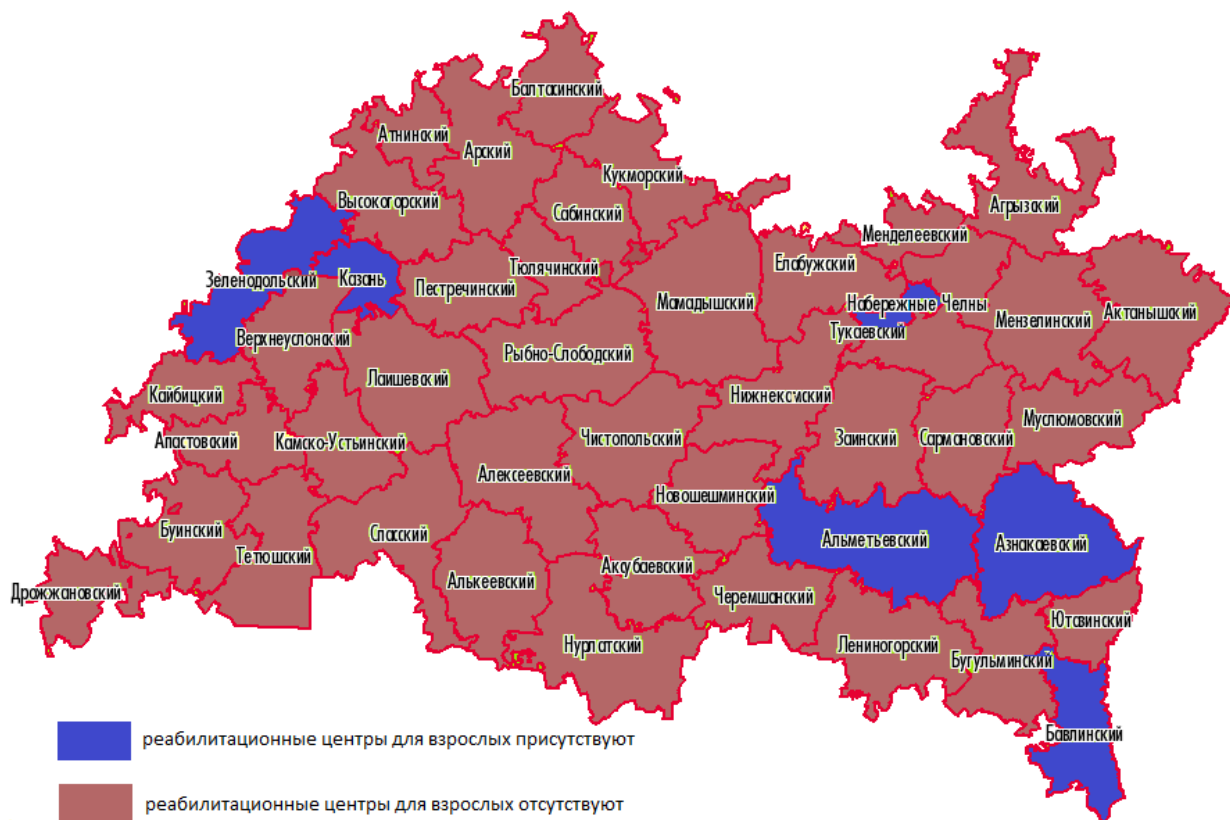 Балтасинский
Атнинский
Арский
Кукморский
Высокогорский
Сабинский
Агрызский
Менделеевский
Тюлячинский
Елабужский
Зеленодольский
Казань
Пестречинский
Мамадышский
Набережные Челны
Актанышский
Мензелинский
Тукаевский
Верхнеуслонский
Рыбно-Слободский
Лаишевский
Кайбицкий
Нижнекамский
Муслюмовский
Апастовский
Камско-Устьинский
Чистопольский
Заинский
Сармановский
Алексеевский
Новошешминский
Буинский
Спасский
Альметьевский
Азнакаевский
Тетюшский
Аксубаевский
Алькеевский
Дрожжановский
Черемшанский
Ютазинский
Нурлатский
Лениногорский
Бугульминский
Бавлинский
реабилитационные центры для взрослых присутствуют
реабилитационные центры для взрослых отсутствуют